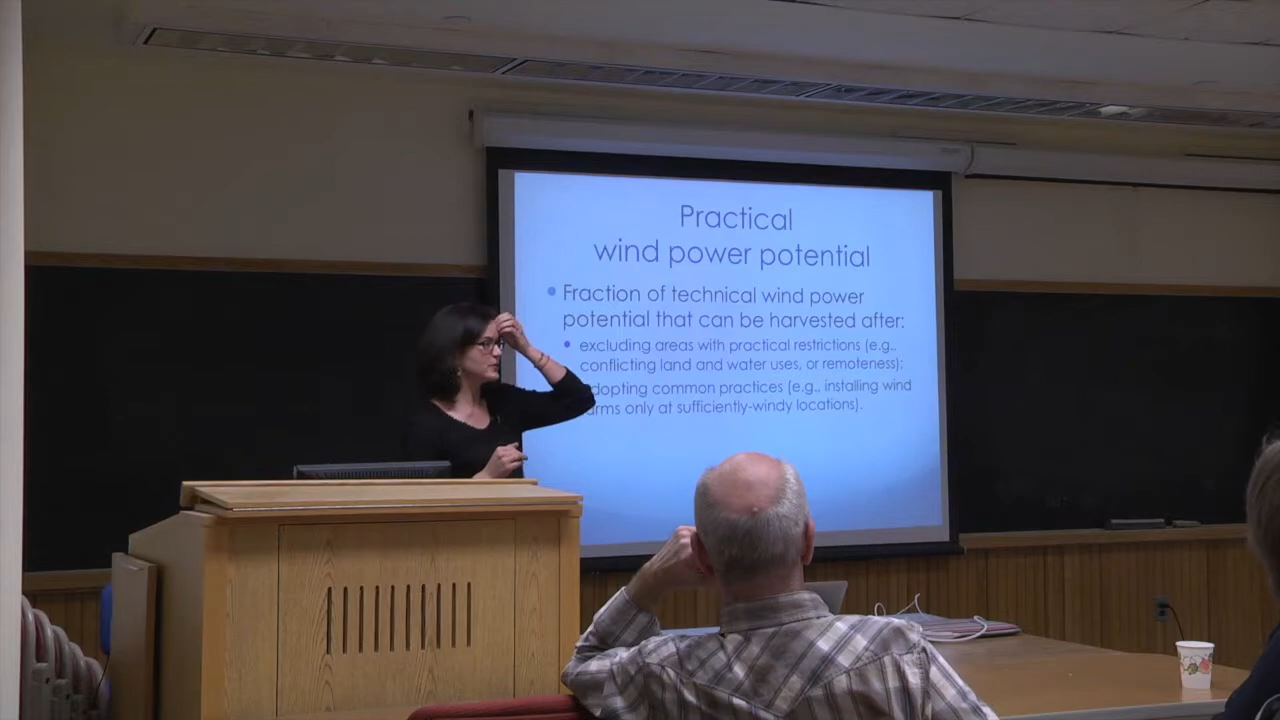 Practical
wind power potential
Fraction of technical wind power
potential that can be harvested after:
excluding areas with practical restrictions (e.g.,
conflicting land and water uses, or remoteness);
dopting common practices (e.g., installing wind
arms only at sufficiently-windy locations).